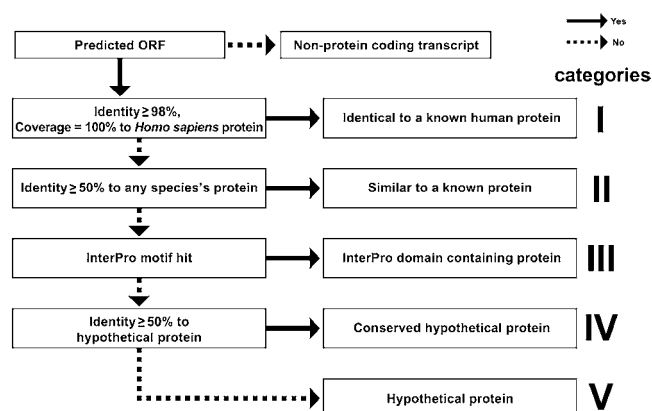 Yes
No
Predicted ORF
Non-protein coding transcript
categories
Identity ≥ 98%,
Coverage = 100% to Homo sapiens protein
Identical to a known human protein
I
Identity ≥ 50% to any species's protein
Similar to a known protein
II
InterPro motif hit
InterPro domain containing protein
III
Identity ≥ 50% to
hypothetical protein
Conserved hypothetical protein
IV
Hypothetical protein
V